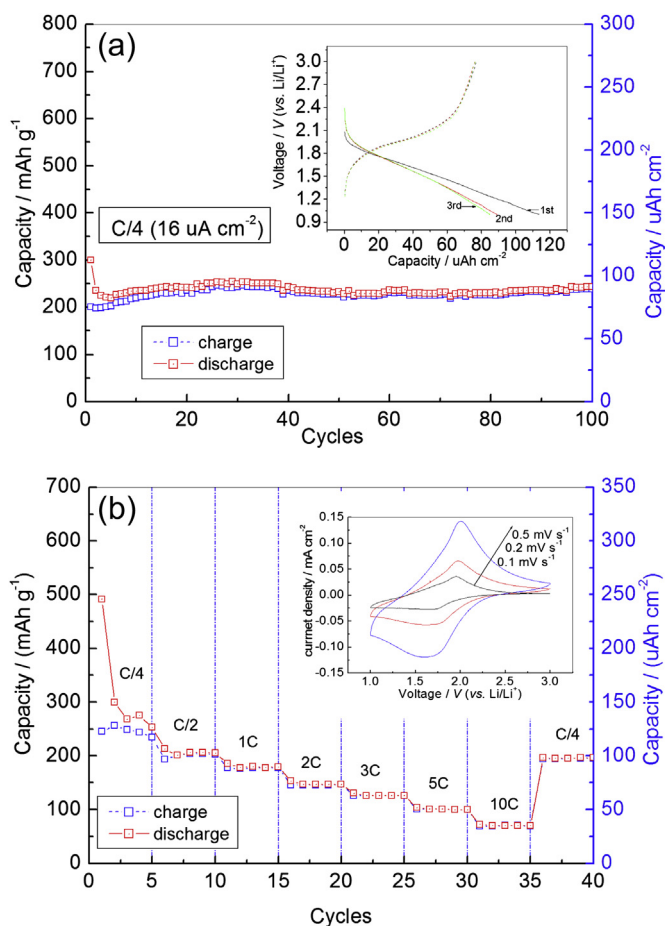 (a)
Capacity / mAh g⁻¹
800
700
600
500
400
300
200
100
0
Capacity / uAh cm⁻²
300
250
200
150
100
50
0
0 20 40 60 80 100
Cycles
C/4 (16 uA cm⁻²)
charge
discharge
Voltage / V (vs. Li/Li⁺)
3.0
2.7
2.4
2.1
1.8
1.5
1.2
0.9
0 20 40 60 80 100 120
Capacity / uAh cm⁻²
1st
3rd
2nd
(b)
Capacity / (mAh g⁻¹)
700
600
500
400
300
200
100
0
Capacity / (uAh cm⁻²)
350
300
250
200
150
100
50
0
0 5 10 15 20 25 30 35 40
Cycles
C/4
C/2
1C
2C
3C
5C
10C
C/4
charge
discharge
currnet density / mA cm⁻²
0.15
0.10
0.05
0.00
-0.05
-0.10
-0.15
1.0 1.5 2.0 2.5 3.0
Voltage / V (vs. Li/Li⁺)
0.5 mV s⁻¹
0.2 mV s⁻¹
0.1 mV s⁻¹